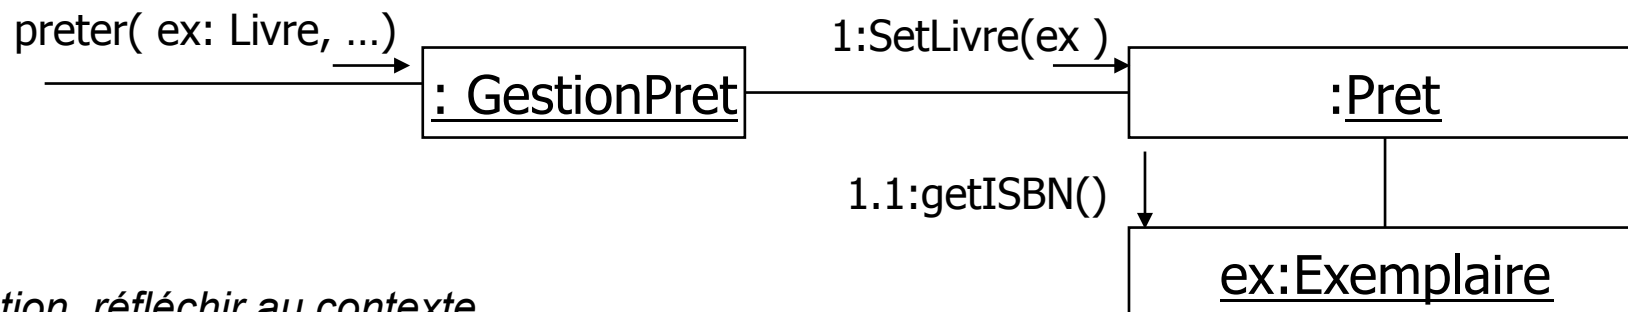 preter( ex: Livre, …)
1:SetLivre(ex )
: GestionPret
:Pret
1.1:getISBN()
ex:Exemplaire
tion, réfléchir au contexte